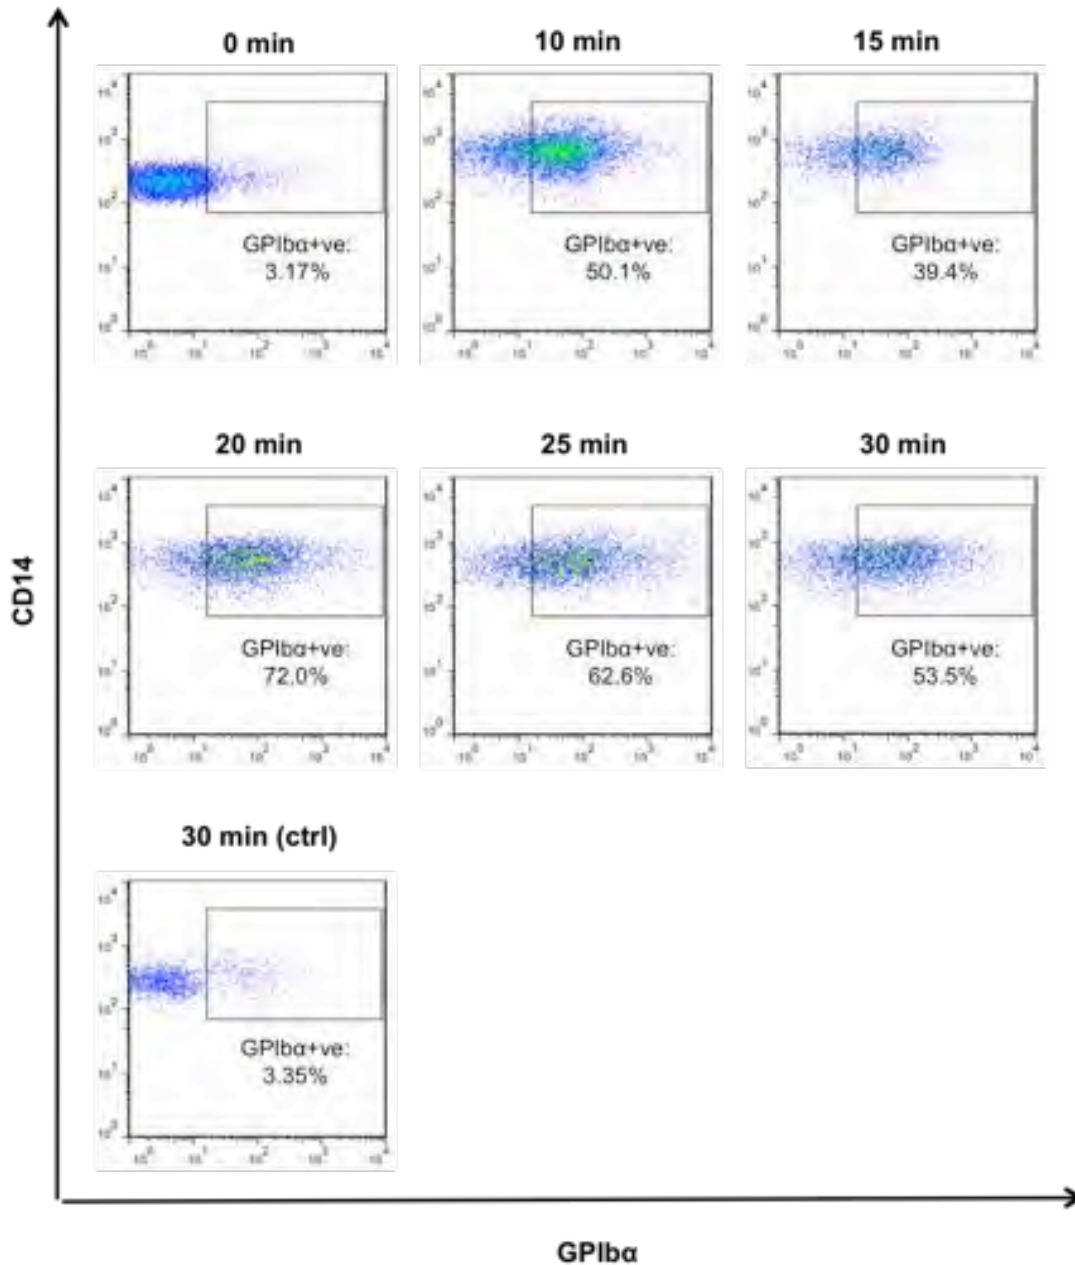 0 min
10 min
15 min
GPIbα+ve:
3.17%
GPIbα+ve:
50.1%
GPIbα+ve:
39.4%
20 min
25 min
30 min
GPIbα+ve:
72.0%
GPIbα+ve:
62.6%
GPIbα+ve:
53.5%
CD14
30 min (ctrl)
GPIbα+ve:
3.35%
GPIbα